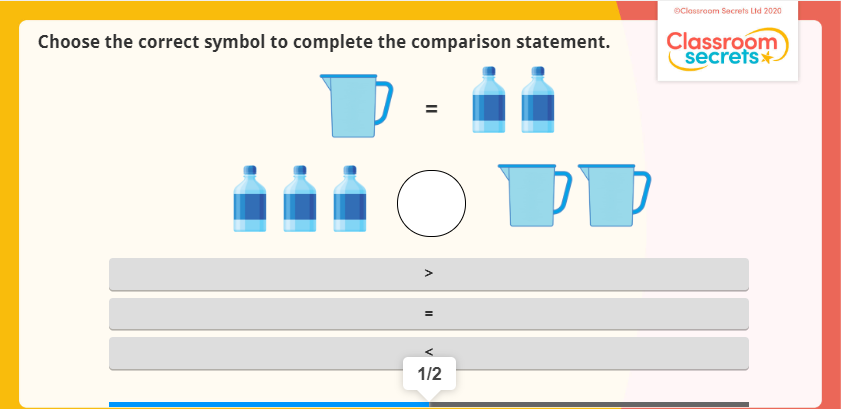 ©Classroom Secrets Ltd 2020
Choose the correct symbol to complete the comparison statement.
Classroom
secrets
=
>
=
<
1/2